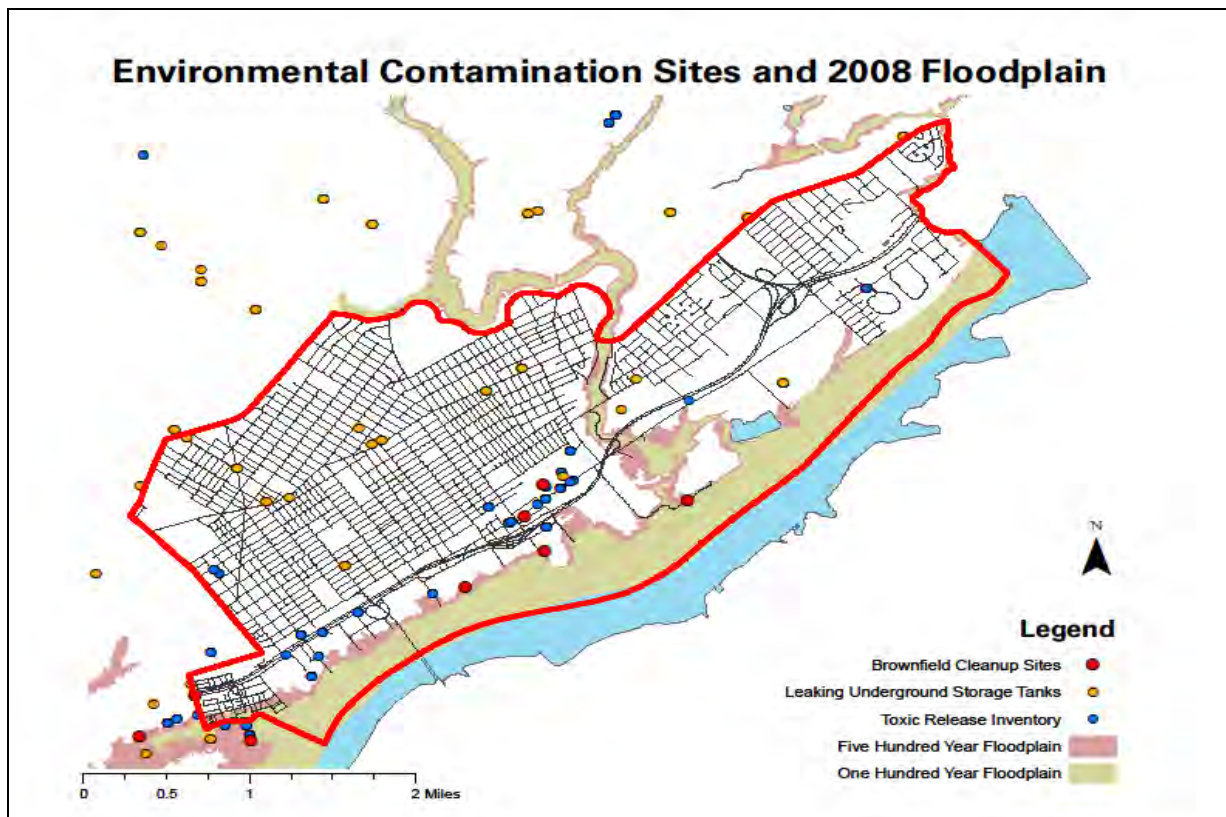 Environmental Contamination Sites and 2008 Floodplain
N
Legend
Brownfield Cleanup Sites
Leaking Underground Storage Tanks
Toxic Release Inventory
Five Hundred Year Floodplain
One Hundred Year Floodplain
0 0.5 1 2 Miles